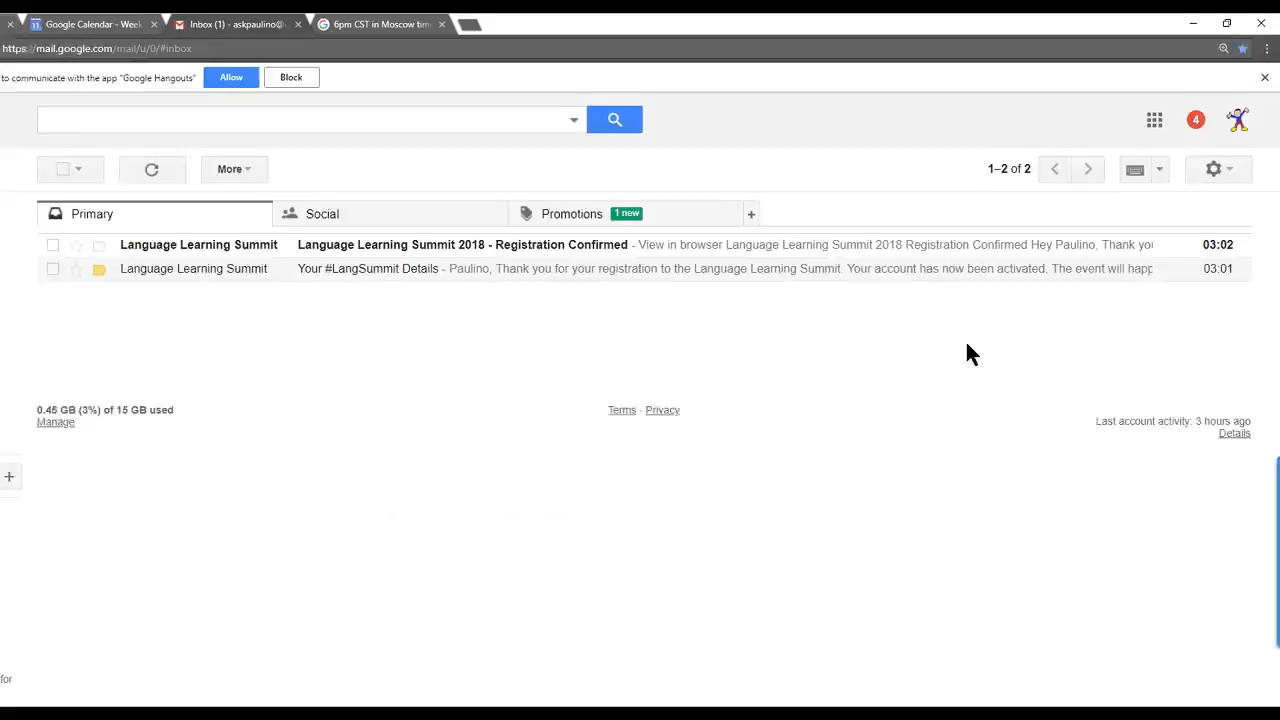 Google Calendar - Week
Inbox (1) - askpaulino@
6pm CST in Moscow tim
https://mail.google.com/mail/u/0/#inbox
to communicate with the app "Google Hangouts"
Allow
Block
4
More
1–2 of 2
Primary
Social
Promotions
1 new
+
Language Learning Summit Language Learning Summit 2018 - Registration Confirmed - View in browser Language Learning Summit 2018 Registration Confirmed Hey Paulino, Thank you 03:02
Language Learning Summit Your #LangSummit Details - Paulino, Thank you for your registration to the Language Learning Summit. Your account has now been activated. The event will happ 03:01
0.45 GB (3%) of 15 GB used
Manage
Terms - Privacy
Last account activity: 3 hours ago
Details
+
for